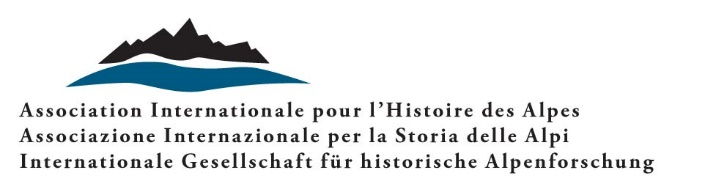 Association Internationale pour l’Histoire des Alpes
Associazione Internazionale per la Storia delle Alpi
Internationale Gesellschaft für historische Alpenforschung